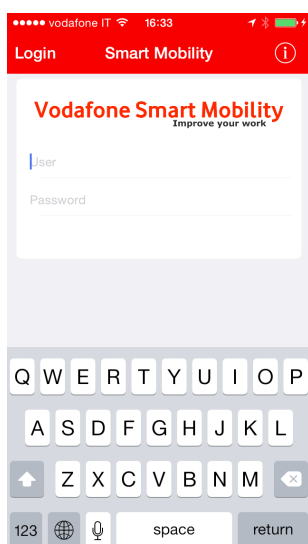 vodafone IT 16:33
Login Smart Mobility i
Vodafone Smart Mobility
Improve your work
User
Password
Q W E R T Y U I O P
A S D F G H J K L
Z X C V B N M
123 space return